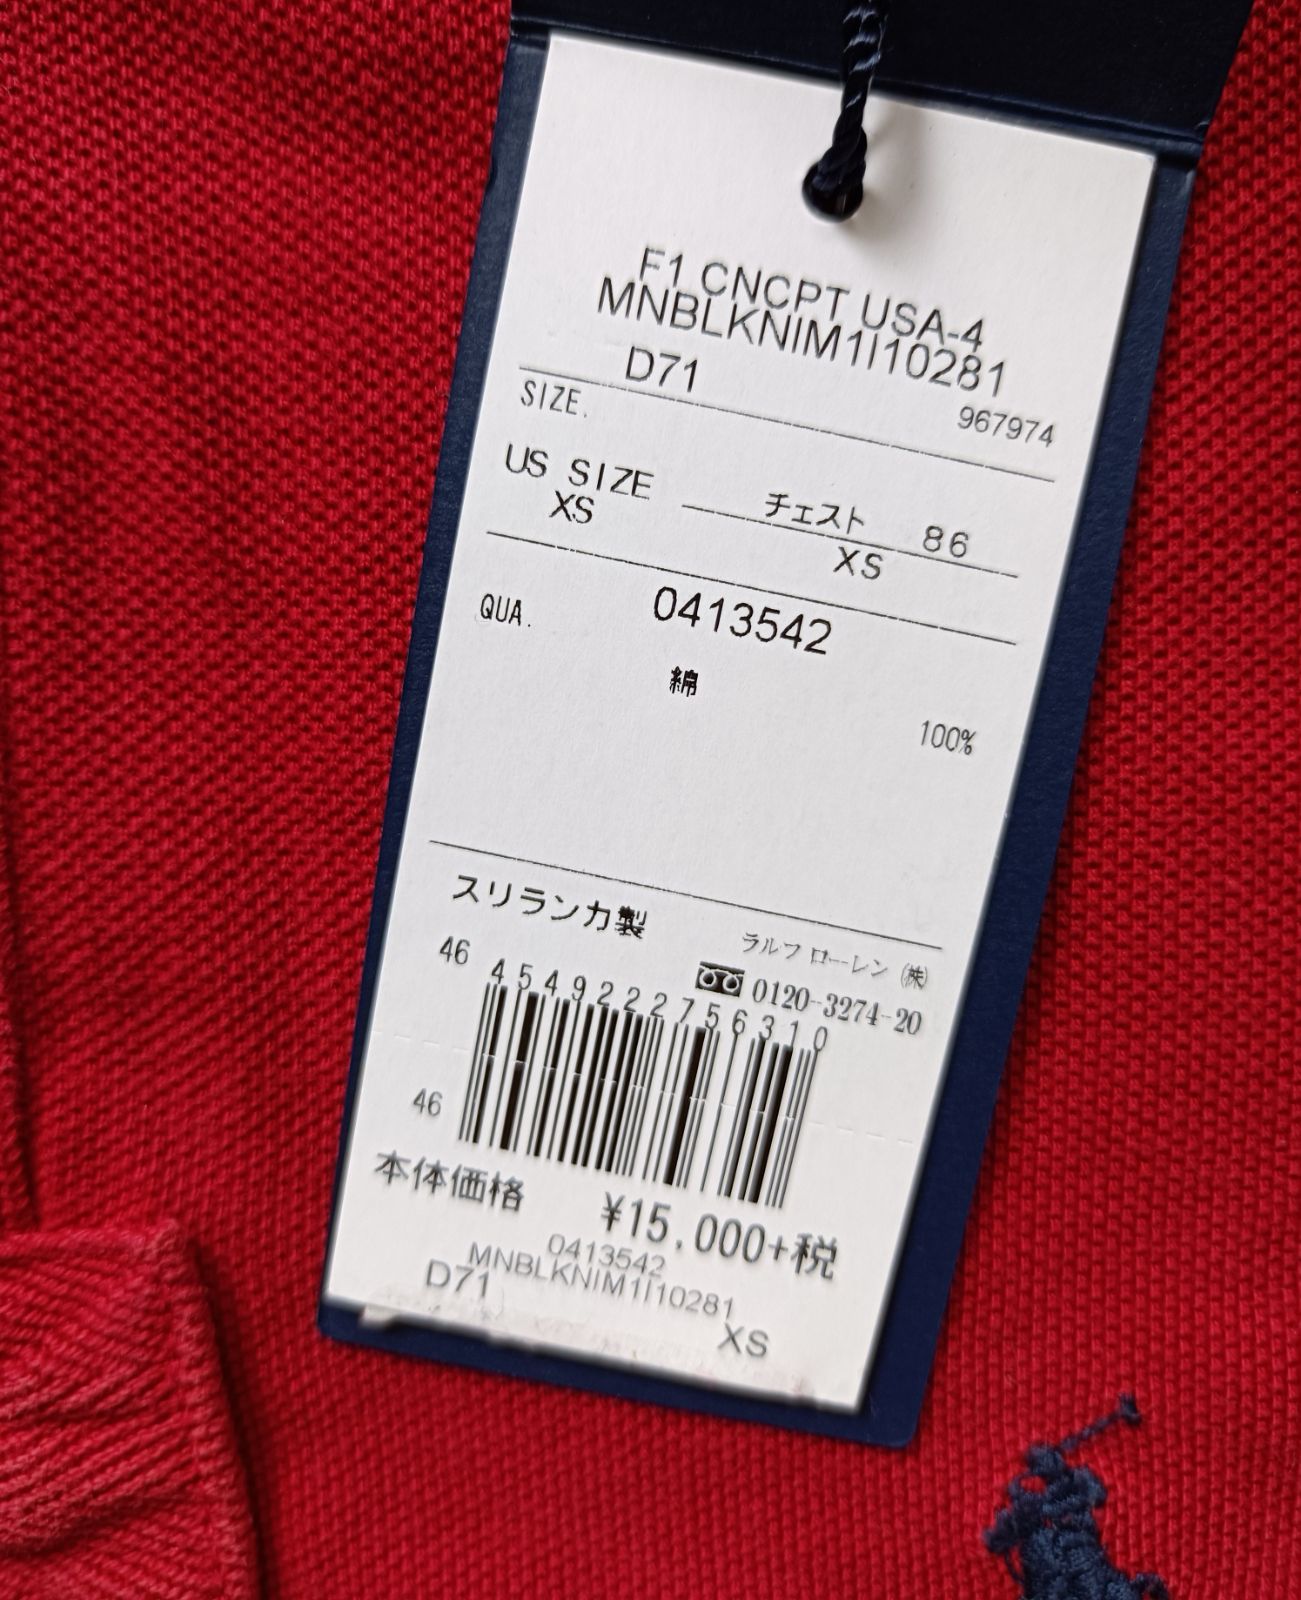 F1 CNCPT USA-4
MNBLKNIM1I10281
D71
SIZE.
967974
US SIZE
XS
チェスト 86
XS
QUA.
0413542
綿
100%
スリランカ製
ラルフ ローレン (株)
0120-3274-20
46
4549222756310
46
本体価格 ¥15,000+税
0413542
MNBLKNIM1I10281
D71
XS